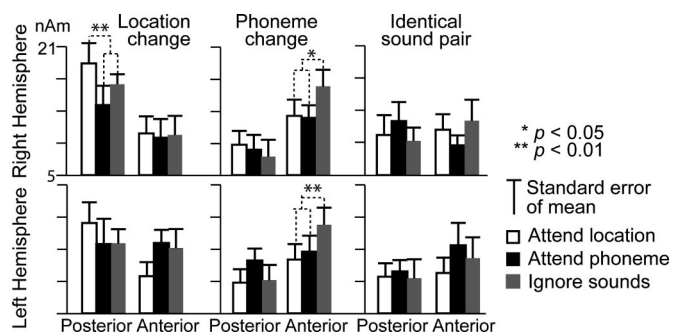 nAm
Location change
Phoneme change
Identical sound pair
**
*
21
5
Right Hemisphere
* p < 0.05
** p < 0.01
Standard error of mean
Attend location
Attend phoneme
Ignore sounds
**
Left Hemisphere
Posterior Anterior Posterior Anterior Posterior Anterior